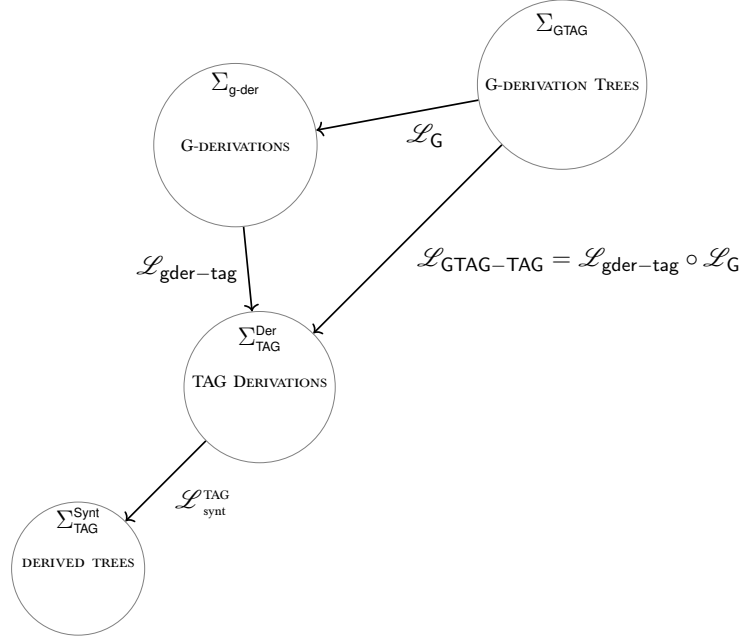 Σ_GTAG
G-DERIVATION TREES
Σ_g-der
G-DERIVATIONS
ℒ_G
ℒ_GTAG−TAG = ℒ_gder−tag ∘ ℒ_G
ℒ_gder−tag
Σ_TAG^Der
TAG DERIVATIONS
ℒ_synt^TAG
Σ_TAG^Synt
DERIVED TREES